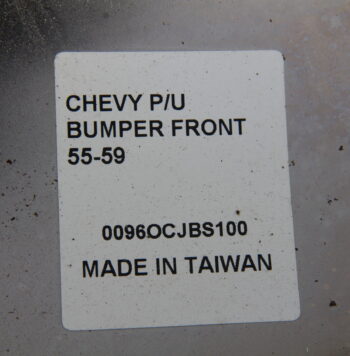 CHEVY P/U
BUMPER FRONT
55-59
0096OCJBS100
MADE IN TAIWAN